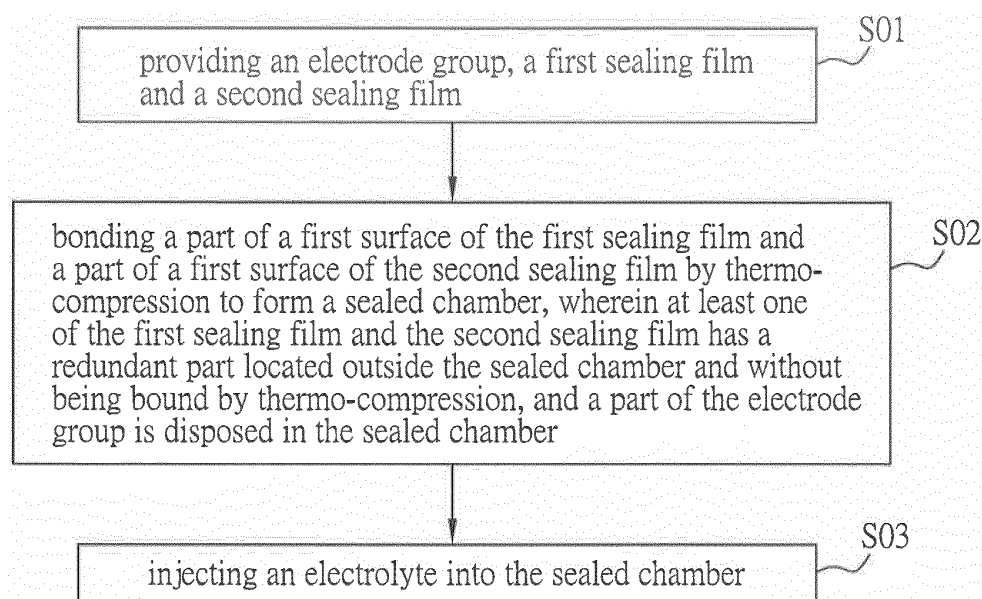 S01
providing an electrode group, a first sealing film
and a second sealing film
S02
bonding a part of a first surface of the first sealing film and
a part of a first surface of the second sealing film by thermo-
compression to form a sealed chamber, wherein at least one
of the first sealing film and the second sealing film has a
redundant part located outside the sealed chamber and without
being bound by thermo-compression, and a part of the electrode
group is disposed in the sealed chamber
S03
injecting an electrolyte into the sealed chamber